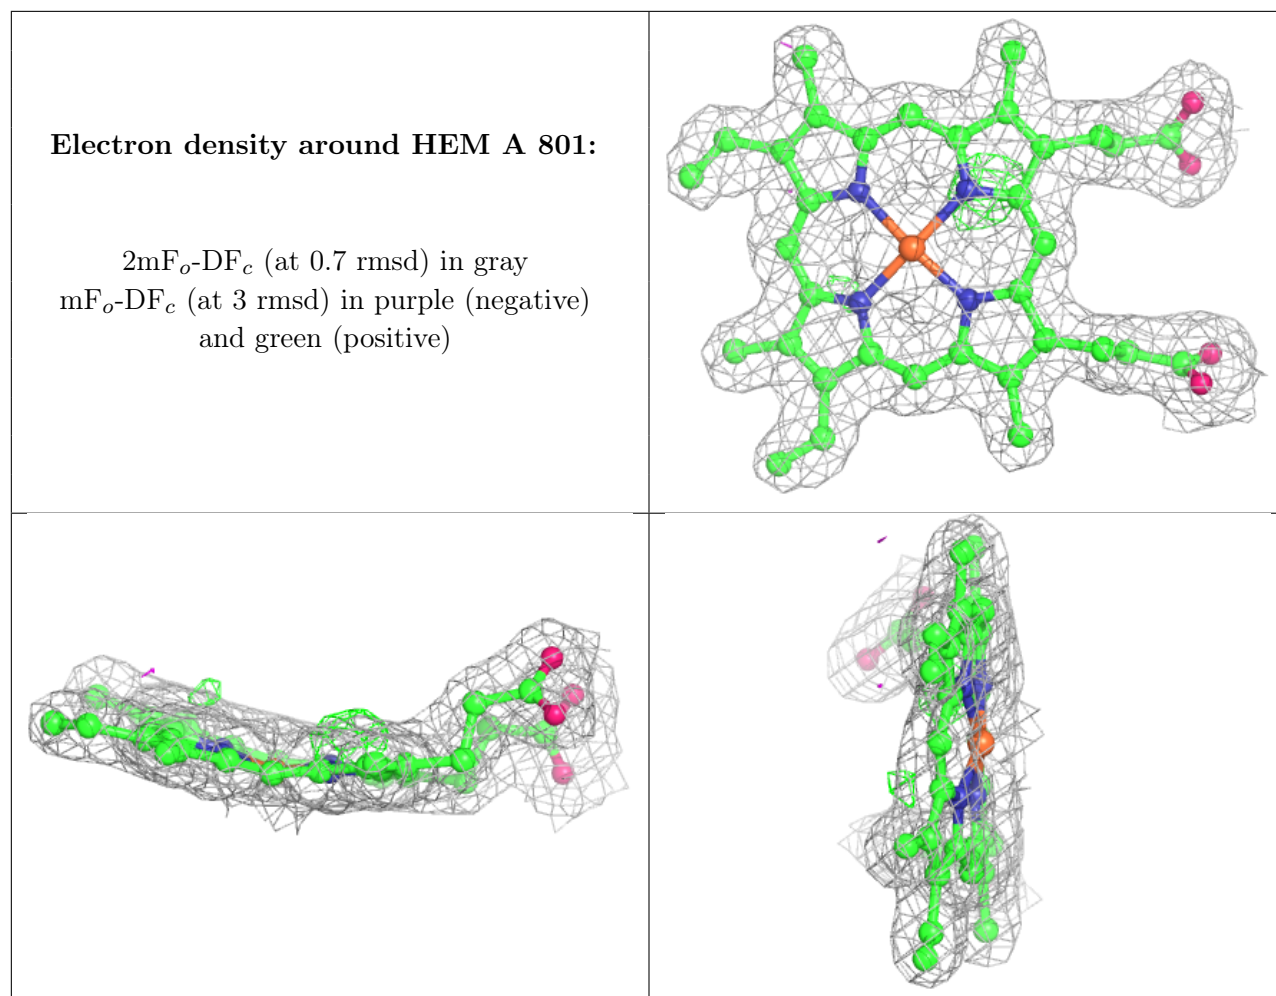 Electron density around HEM A 801:
2mFₒ-DF𝒸 (at 0.7 rmsd) in gray
mFₒ-DF𝒸 (at 3 rmsd) in purple (negative)
and green (positive)